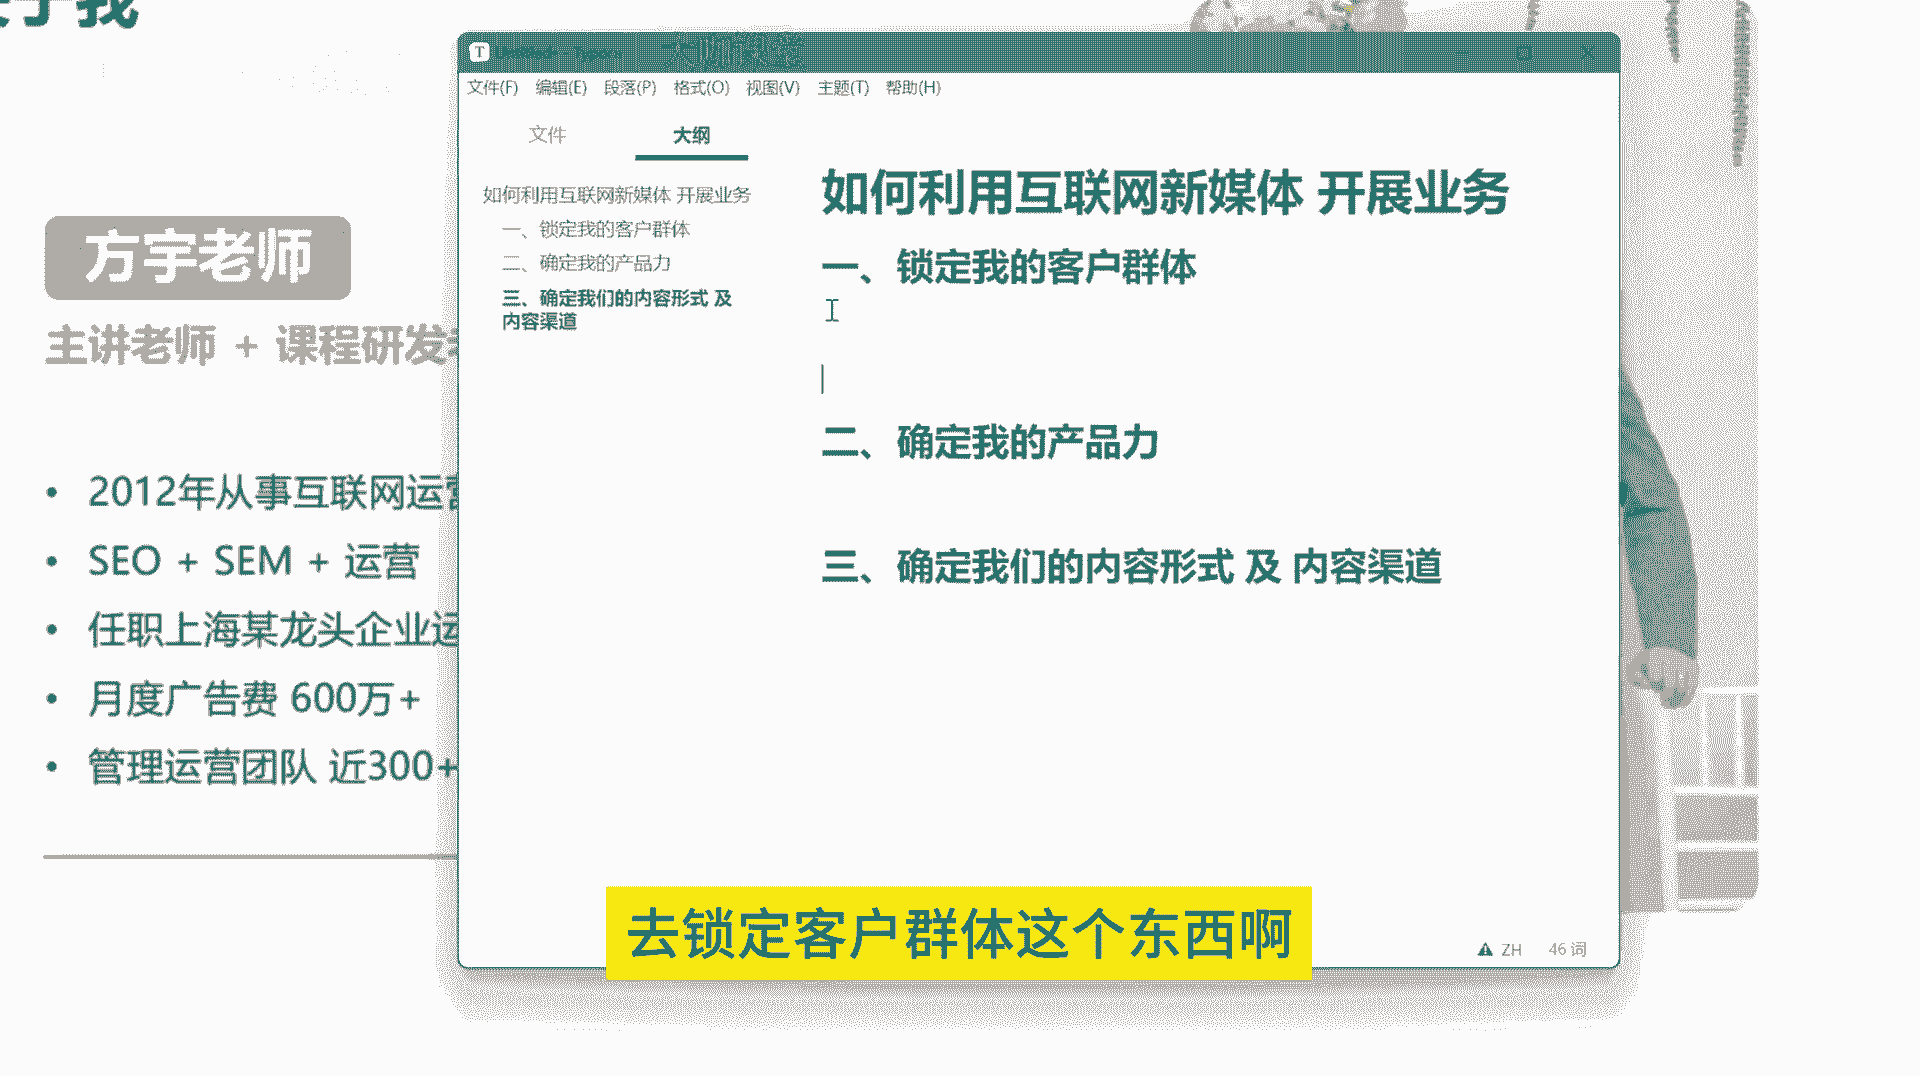 于我
方宇老师
主讲老师 + 课程研发
2012年从事互联网运营
SEO + SEM + 运营
任职上海某龙头企业运
月度广告费 600万+
管理运营团队 近300+
文件(F) 编辑(E) 段落(P) 格式(O) 视图(V) 主题(T) 帮助(H)
文件 大纲
如何利用互联网新媒体 开展业务
一、锁定我的客户群体
二、确定我的产品力
三、确定我们的内容形式 及
内容渠道
如何利用互联网新媒体 开展业务
一、锁定我的客户群体
二、确定我的产品力
三、确定我们的内容形式 及 内容渠道
去锁定客户群体这个东西啊
ZH 46 词